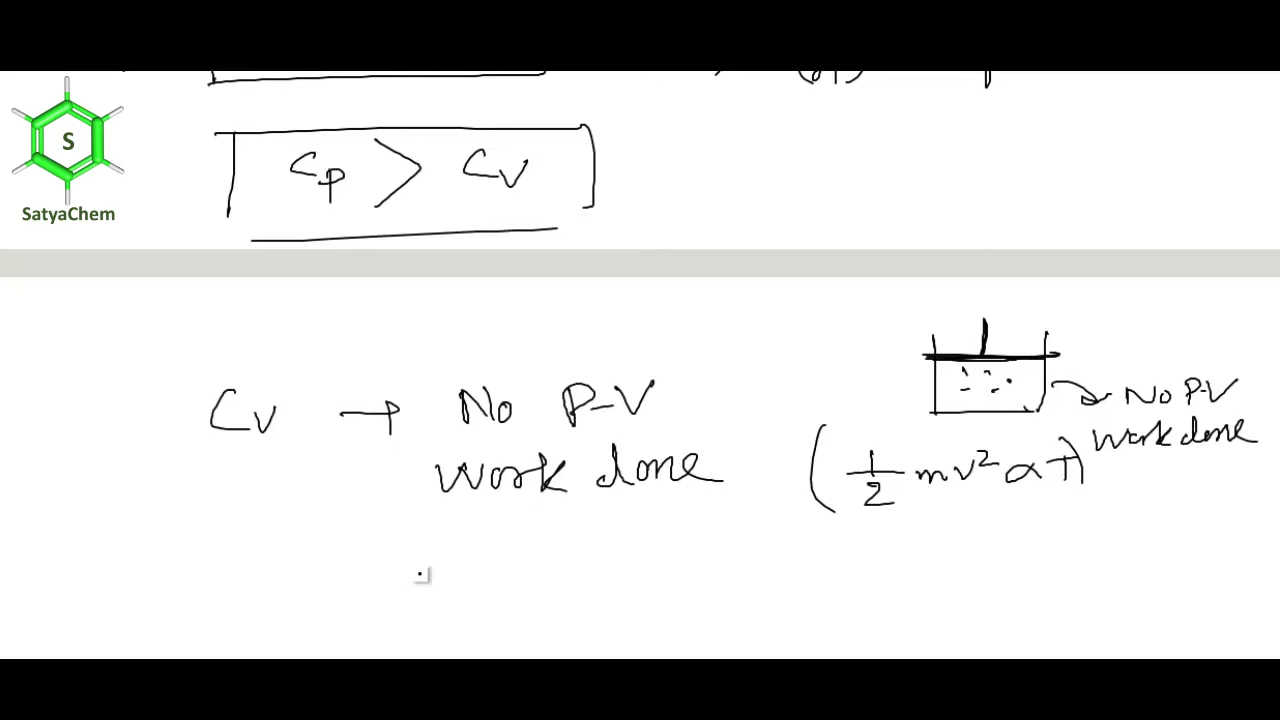 S
SatyaChem
Cp > Cv
Cv → No P-V
work done
No P-V
work done
(1/2 mv² α T)